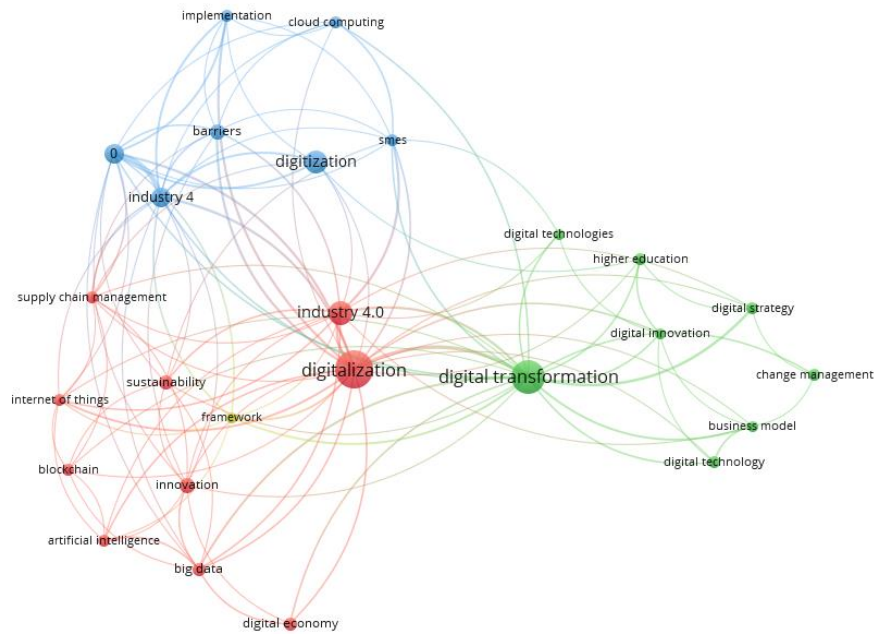 implementation
cloud computing
barriers
smes
0
digitization
industry 4
digital technologies
higher education
supply chain management
digital strategy
industry 4.0
digital innovation
digitalization
digital transformation
change management
sustainability
internet of things
framework
business model
digital technology
blockchain
innovation
artificial intelligence
big data
digital economy